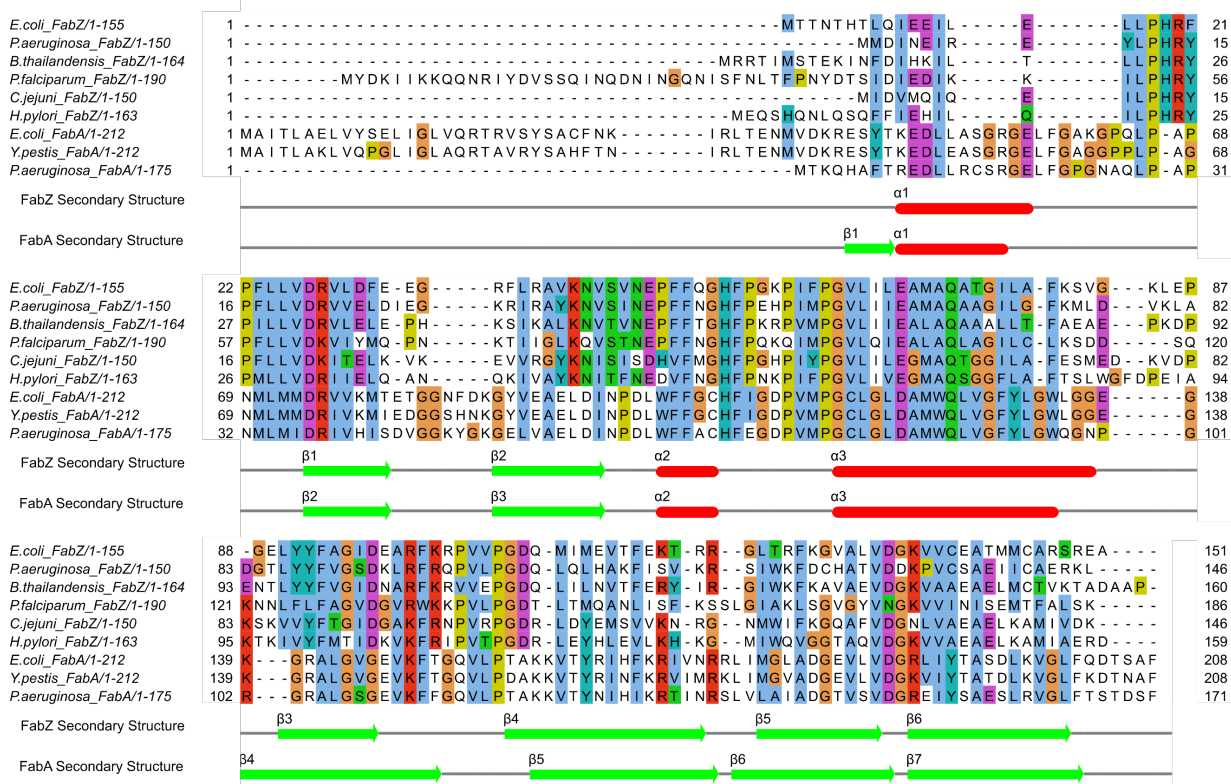 E.coli_FabZ/1-155 1 -------------------------------------------MTTNTHTLQIEEIL-----E-------LLPHRF 21
P.aeruginosa_FabZ/1-150 1 -------------------------------------------------MMDINEIR-----E-------YLPHRY 15
B.thailandensis_FabZ/1-164 1 --------------------------------------MRRTIMSTEKINFDIHKIL-----T-------LLPHRY 26
P.falciparum_FabZ/1-190 1 --------MYDKIIKKQQNRIYDVSSQINQDNINGQNISFNLTFPNYDTSIDIEDIK-----K-------ILPHRY 56
C.jejuni_FabZ/1-150 1 -------------------------------------------------MIDVMQIQ-----E-------ILPHRY 15
H.pylori_FabZ/1-163 1 ---------------------------------------MEQSHQNLQSQFFIEHIL-----Q-------ILPHRY 25
E.coli_FabA/1-212 1 MAITLAELVYSELIGLVQRTRVSYSACFNK-------IRLTENMVDKRESYTKEDLLASGRGELFGAKGPQLP-AP 68
Y.pestis_FabA/1-212 1 MAITLAKLVQPGLIGLAQRTAVSYSAHFTN-------IRLTENMVDKRESYTKEDLEASGRGELFGAGGPPLP-AG 68
P.aeruginosa_FabA/1-175 1 --------------------------------------------MTKQHAFTREDLLRCSRGELFGPGNAQLP-AP 31
FabZ Secondary Structure α1
FabA Secondary Structure β1 α1
E.coli_FabZ/1-155 22 PFLLVDRVLDFE-EG-----RFLRAVKNVSVNEPFFQGHFPGKPIFPGVLILEAMAQATGILA-FKSVG---KLEP 87
P.aeruginosa_FabZ/1-150 16 PFLLVDRVVELDIEG-----KRIRAYKNVSINEPFFNGHFPEHPIMPGVLIIEAMAQAAGILG-FKMLD---VKLA 82
B.thailandensis_FabZ/1-164 27 PILLVDRVLELE-PH-----KSIKALKNVTVNEPFFTGHFPKRPVMPGVLIIEALAQAAALLT-FAEAE---PKDP 92
P.falciparum_FabZ/1-190 57 PFLLVDKVIYMQ-PN-----KTIIGLKQVSTNEPFFNGHFPQKQIMPGVLQIEALAQLAGILC-LKSDD----SQ 120
C.jejuni_FabZ/1-150 16 PFLLVDKITELK-VK-----EVVRGYKNISISDHVFMGHFPGHPIYPGVLIIEGMAQTGGVLA-FESMED--KVDP 82
H.pylori_FabZ/1-163 26 PMLLVDRIIELQ-AN-----QKIVAYKNITFNEDVFNGHFPNKPIFPGVLIVEGMAQSGGFLA-FTSLWGFDPEIA 94
E.coli_FabA/1-212 69 NMLMMDRVVKMTETGGNFDKGYVEAELDINPDLWFFGCHFIGDPVMPGCLGLDAMWQLVGFYLGWLGGE------G 138
Y.pestis_FabA/1-212 69 NMLMMDRIVKMIEDGGSHNKGYVEAELDINPDLWFFGCHFIGDPVMPGCLGLDAMWQLVGFYLGWLGGE------G 138
P.aeruginosa_FabA/1-175 32 NMLMIDRIVHISDVGGKYGKGELVAELDINPDLWFFACHFEGDPVMPGCLGLDAMWQLVGFYLGWQGNP------G 101
FabZ Secondary Structure β1 β2 α2 α3
FabA Secondary Structure β2 β3 α2 α3
E.coli_FabZ/1-155 88 -GELYYFAGIDEARFKRPVVPGDQ-MIMEVTFEKT-RR--GLTRFKGVALVDGKVVCEATMMCARSREA---- 151
P.aeruginosa_FabZ/1-150 83 DGTLYYFVGSDKLRFRQPVLPGDQ-LQLHAKFISV-KR--SIWKFDCHATVDDKPVCSAEIICAERKL----- 146
B.thailandensis_FabZ/1-164 93 ENTLYYFVGIDNARFKRVVEPGDQ-LILNVTFERY-IR--GIWKFKAVAEVDGKVAAEAELMCTVKTADAAP- 160
P.falciparum_FabZ/1-190 121 KNNLFLFAGVDGVRWKKPVLPGDT-LTMQANLISF-KSSLGIAKLSGVGYVNGKVVINISEMTFALSK----- 186
C.jejuni_FabZ/1-150 83 KSKVVYFTGIDGAKFRNPVRPGDR-LDYEMSVVKN-RG--NMWIFKGQAFVDGNLVAEAELKAMIVDK----- 146
H.pylori_FabZ/1-163 95 KTKIVYFMTIDKVKFRIPVTPGDR-LEYHLEVLKH-KG--MIWQVGGTAQVDGKVVAEAELKAMIAERD---- 159
E.coli_FabA/1-212 139 K---GRALGVGEVKFTGQVLPTAKKVTYRIHFKRIVNRRLIMGLADGEVLVDGRLIYTASDLKVGLFQDTSAF 208
Y.pestis_FabA/1-212 139 K---GRALGVGEVKFTGQVLPDAKKVTYRINFKRVIMRKLIMGVADGEVLVDGKVIYTATDLKVGLFKDTNAF 208
P.aeruginosa_FabA/1-175 102 R---GRALGSGEVKFFGQVLPTAKKVTYNIHIKRTINRSLVLAIADGTVSVDGREIYSAESLRVGLFTSTDSF 171
FabZ Secondary Structure β3 β4 β5 β6
FabA Secondary Structure β4 β5 β6 β7